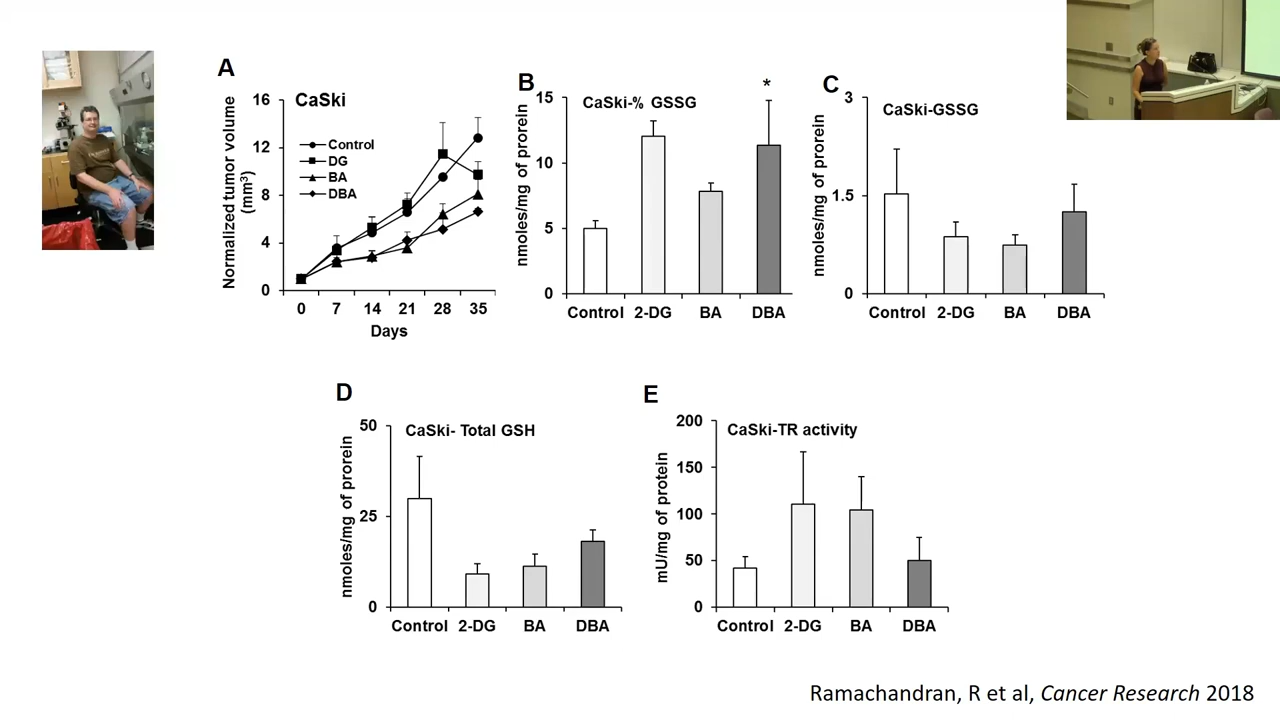 A
CaSki
Normalized tumor volume
(mm³)
16
12
8
4
0
Control
DG
BA
DBA
0 7 14 21 28 35
Days
B
CaSki-% GSSG
*
nmoles/mg of prorein
15
10
5
0
Control 2-DG BA DBA
C
CaSki-GSSG
nmoles/mg of prorein
3
1.5
0
Control 2-DG BA DBA
D
CaSki- Total GSH
nmoles/mg of prorein
50
25
0
Control 2-DG BA DBA
E
CaSki-TR activity
mU/mg of protein
200
150
100
50
0
Control 2-DG BA DBA
Ramachandran, R et al, Cancer Research 2018